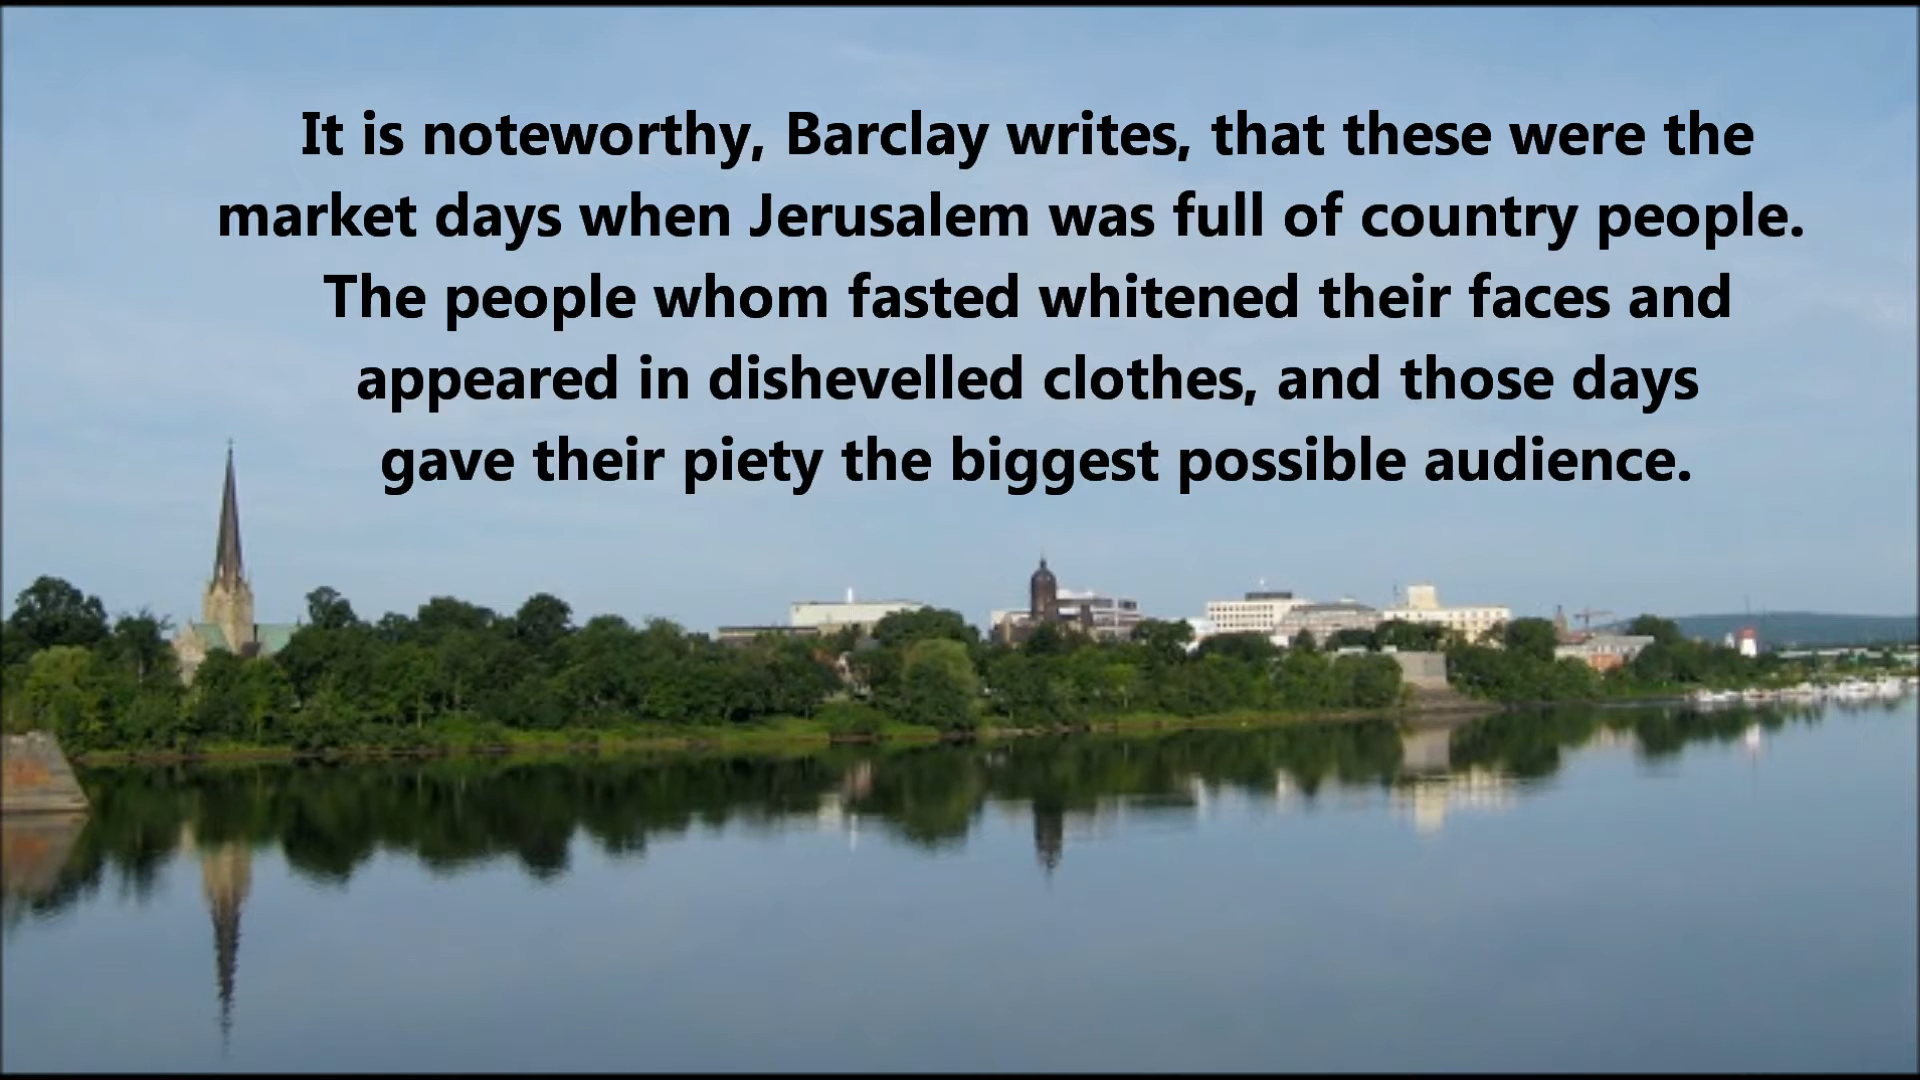 It is noteworthy, Barclay writes, that these were the
market days when Jerusalem was full of country people.
The people whom fasted whitened their faces and
appeared in dishevelled clothes, and those days
gave their piety the biggest possible audience.